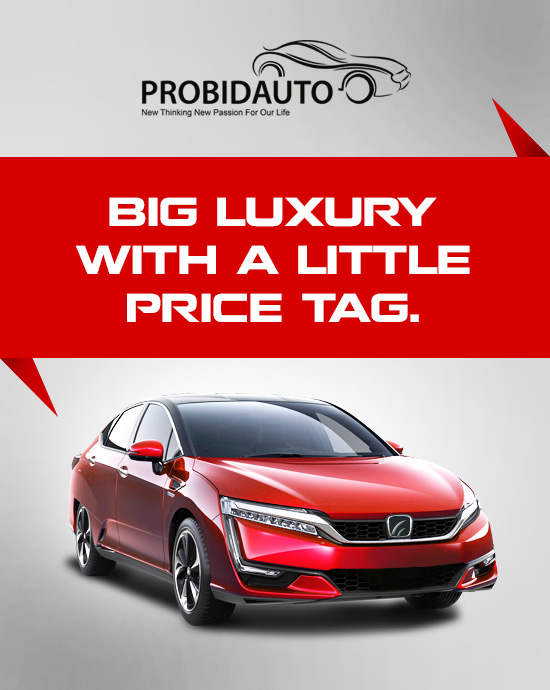 PROBIDAUTO
New Thinking New Passion For Our Life
BIG LUXURY
WITH A LITTLE
PRICE TAG.